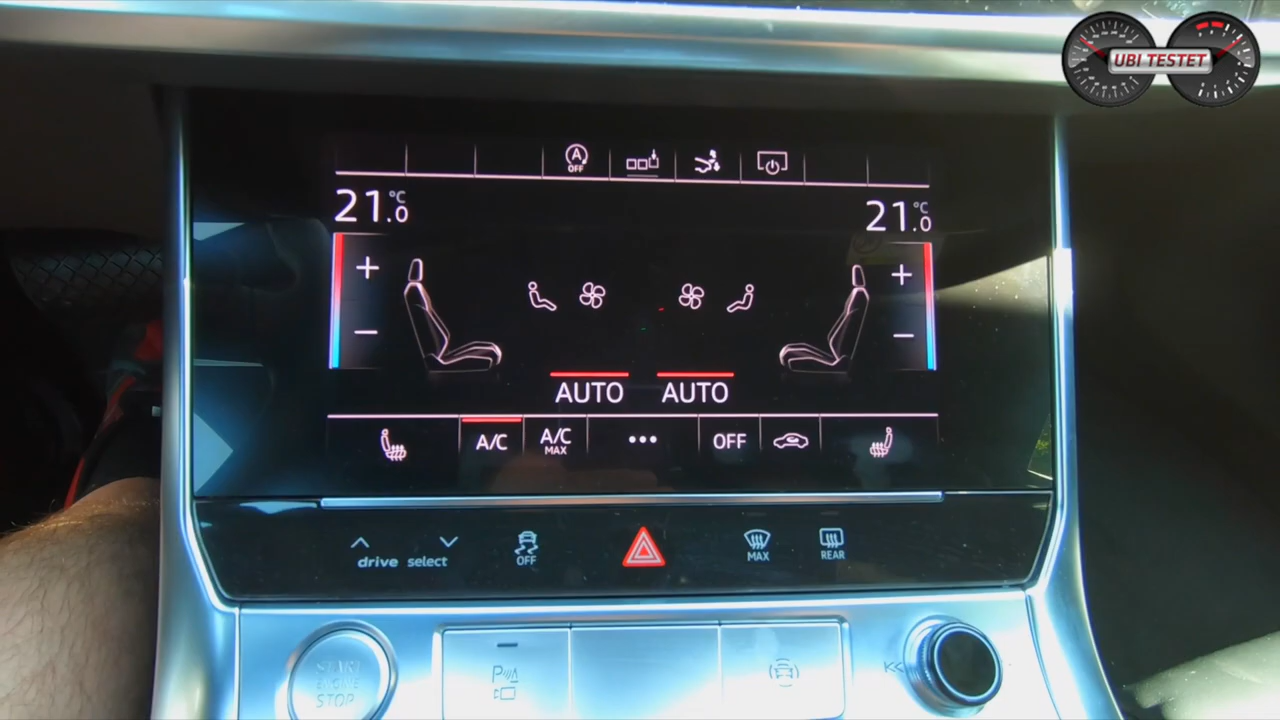 UBI TESTET
A
OFF
21.0 °C
21.0 °C
+
+
−
−
AUTO
AUTO
A/C
A/C
MAX
•••
OFF
drive select
OFF
MAX
REAR
START
ENGINE
STOP
P